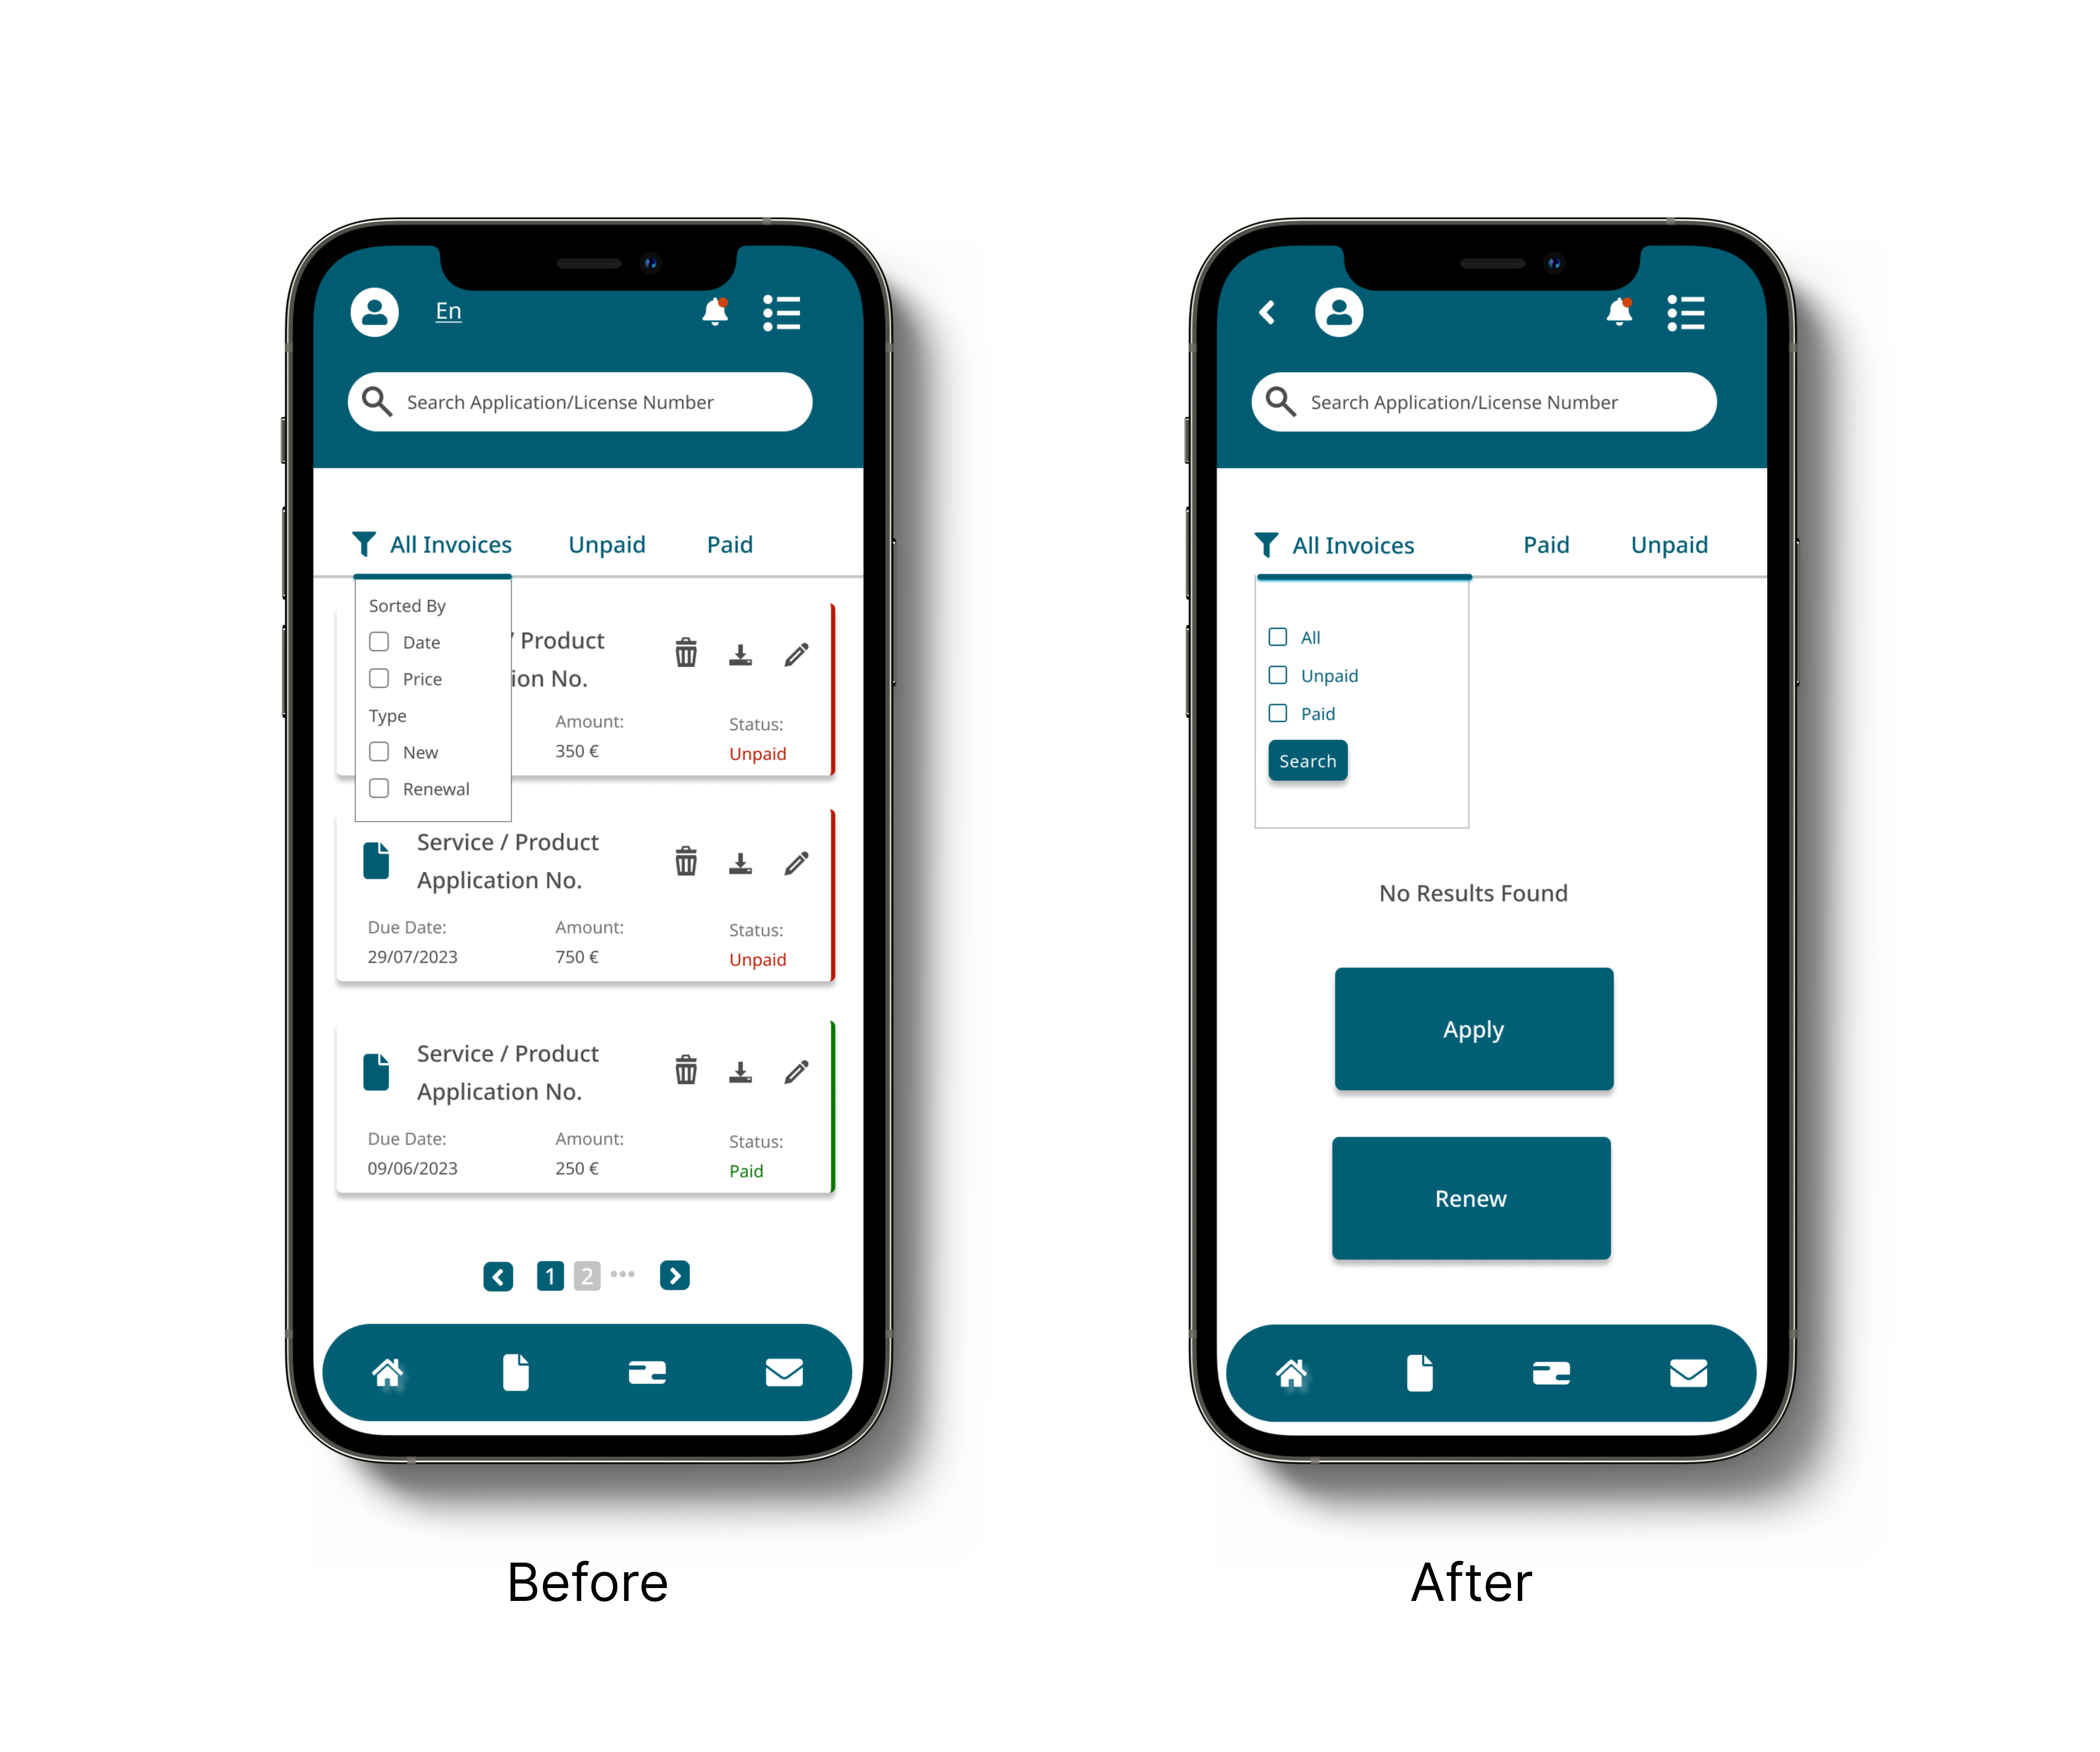 En
Search Application/License Number
All Invoices Unpaid Paid
Sorted By
Date
Price
Type
New
Renewal
/ Product
ion No.
Amount:
350 €
Status:
Unpaid
Service / Product
Application No.
Due Date:
29/07/2023
Amount:
750 €
Status:
Unpaid
Service / Product
Application No.
Due Date:
09/06/2023
Amount:
250 €
Status:
Paid
1 2 •••
Before
Search Application/License Number
All Invoices Paid Unpaid
All
Unpaid
Paid
Search
No Results Found
Apply
Renew
After